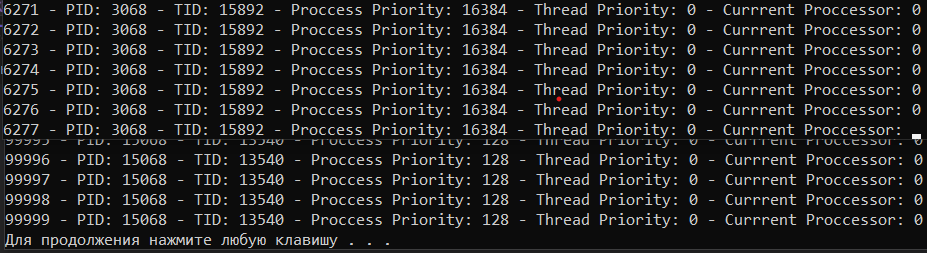 6271 - PID: 3068 - TID: 15892 - Proccess Priority: 16384 - Thread Priority: 0 - Currrent Proccessor: 0
6272 - PID: 3068 - TID: 15892 - Proccess Priority: 16384 - Thread Priority: 0 - Currrent Proccessor: 0
6273 - PID: 3068 - TID: 15892 - Proccess Priority: 16384 - Thread Priority: 0 - Currrent Proccessor: 0
6274 - PID: 3068 - TID: 15892 - Proccess Priority: 16384 - Thread Priority: 0 - Currrent Proccessor: 0
6275 - PID: 3068 - TID: 15892 - Proccess Priority: 16384 - Thread Priority: 0 - Currrent Proccessor: 0
6276 - PID: 3068 - TID: 15892 - Proccess Priority: 16384 - Thread Priority: 0 - Currrent Proccessor: 0
6277 - PID: 3068 - TID: 15892 - Proccess Priority: 16384 - Thread Priority: 0 - Currrent Proccessor:
99995 - PID: 15068 - TID: 13540 - Proccess Priority: 128 - Thread Priority: 0 - Currrent Proccessor: 0
99996 - PID: 15068 - TID: 13540 - Proccess Priority: 128 - Thread Priority: 0 - Currrent Proccessor: 0
99997 - PID: 15068 - TID: 13540 - Proccess Priority: 128 - Thread Priority: 0 - Currrent Proccessor: 0
99998 - PID: 15068 - TID: 13540 - Proccess Priority: 128 - Thread Priority: 0 - Currrent Proccessor: 0
99999 - PID: 15068 - TID: 13540 - Proccess Priority: 128 - Thread Priority: 0 - Currrent Proccessor: 0
Для продолжения нажмите любую клавишу . . .